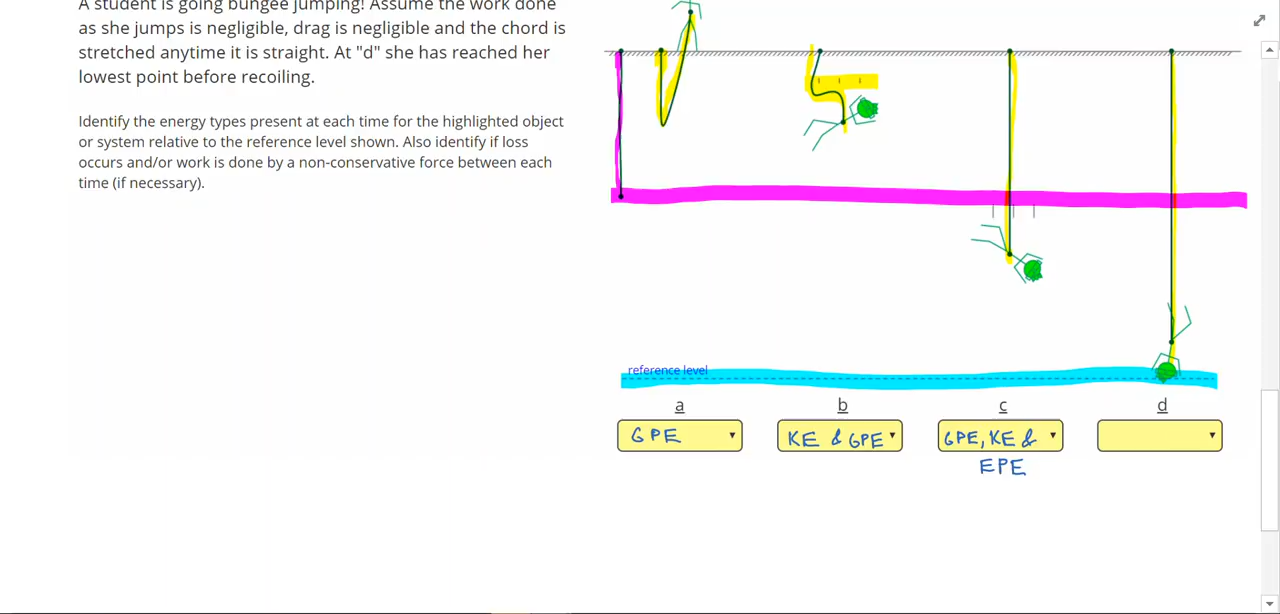 A student is going bungee jumping! Assume the work done
as she jumps is negligible, drag is negligible and the chord is
stretched anytime it is straight. At "d" she has reached her
lowest point before recoiling.
Identify the energy types present at each time for the highlighted object
or system relative to the reference level shown. Also identify if loss
occurs and/or work is done by a non-conservative force between each
time (if necessary).
reference level
a b c d
GPE KE & GPE GPE, KE &
EPE